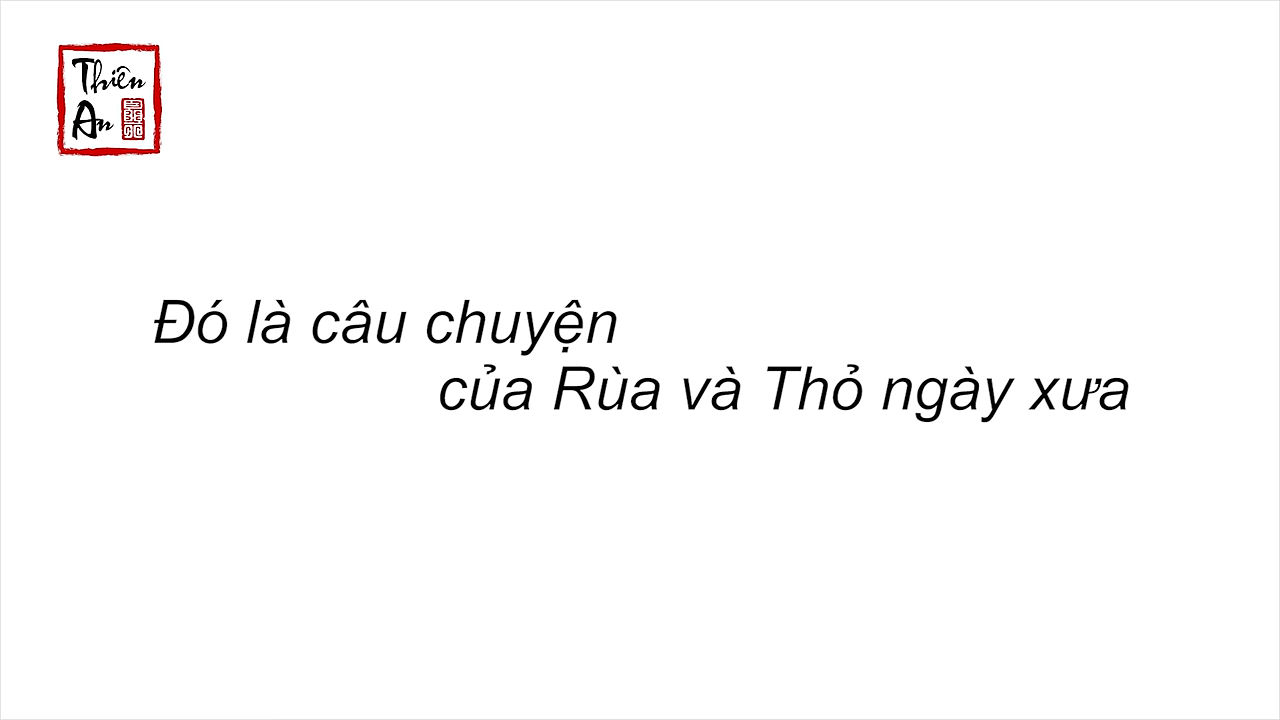 Thiên
An
Đó là câu chuyện
của Rùa và Thỏ ngày xưa